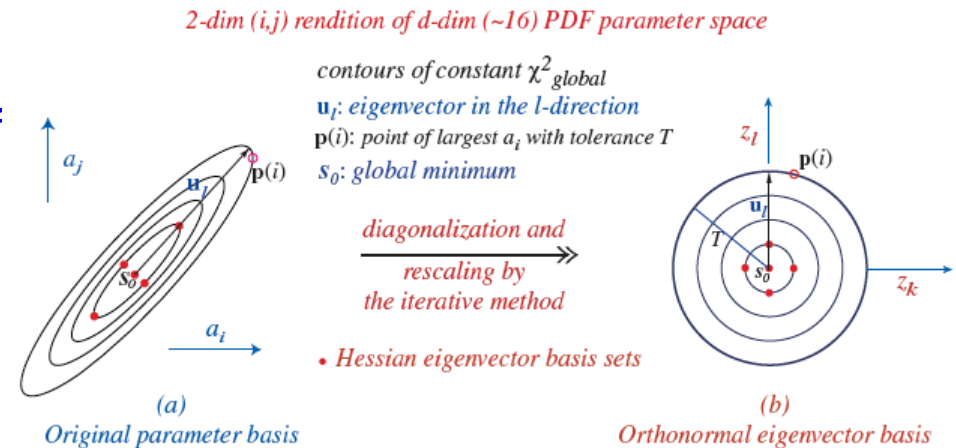 2-dim (i,j) rendition of d-dim (~16) PDF parameter space
contours of constant χ²global
uₗ: eigenvector in the l-direction
p(i): point of largest aᵢ with tolerance T
s₀: global minimum
aⱼ
uₗ
p(i)
s₀
aᵢ
diagonalization and
rescaling by
the iterative method
• Hessian eigenvector basis sets
zₗ
p(i)
uₗ
T
s₀
zₖ
(a)
Original parameter basis
(b)
Orthonormal eigenvector basis